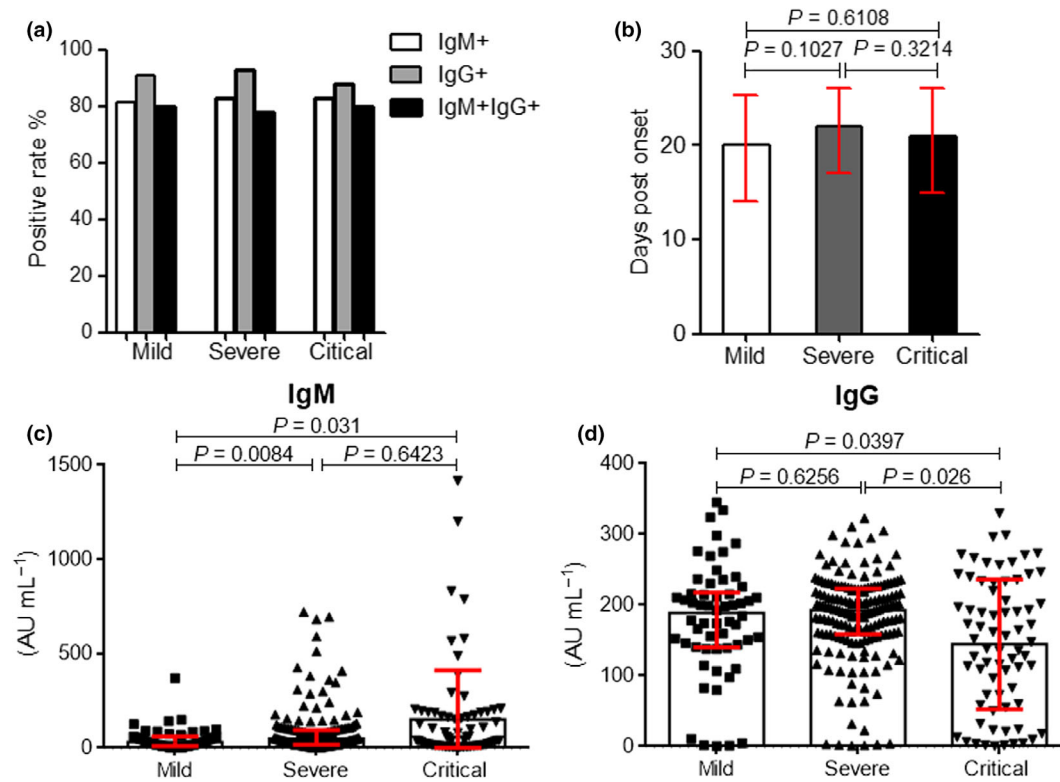 (a)
100
80
60
40
20
0
Positive rate %
IgM+
IgG+
IgM+IgG+
Mild Severe Citical
(b)
P = 0.6108
P = 0.1027 P = 0.3214
30
20
10
0
Days post onset
Mild Severe Critical
IgM
(c)
P = 0.031
P = 0.0084 P = 0.6423
1500
1000
500
0
(AU mL−1)
Mild Severe Critical
IgG
(d)
P = 0.0397
P = 0.6256 P = 0.026
400
300
200
100
0
(AU mL−1)
Mild Severe Critical